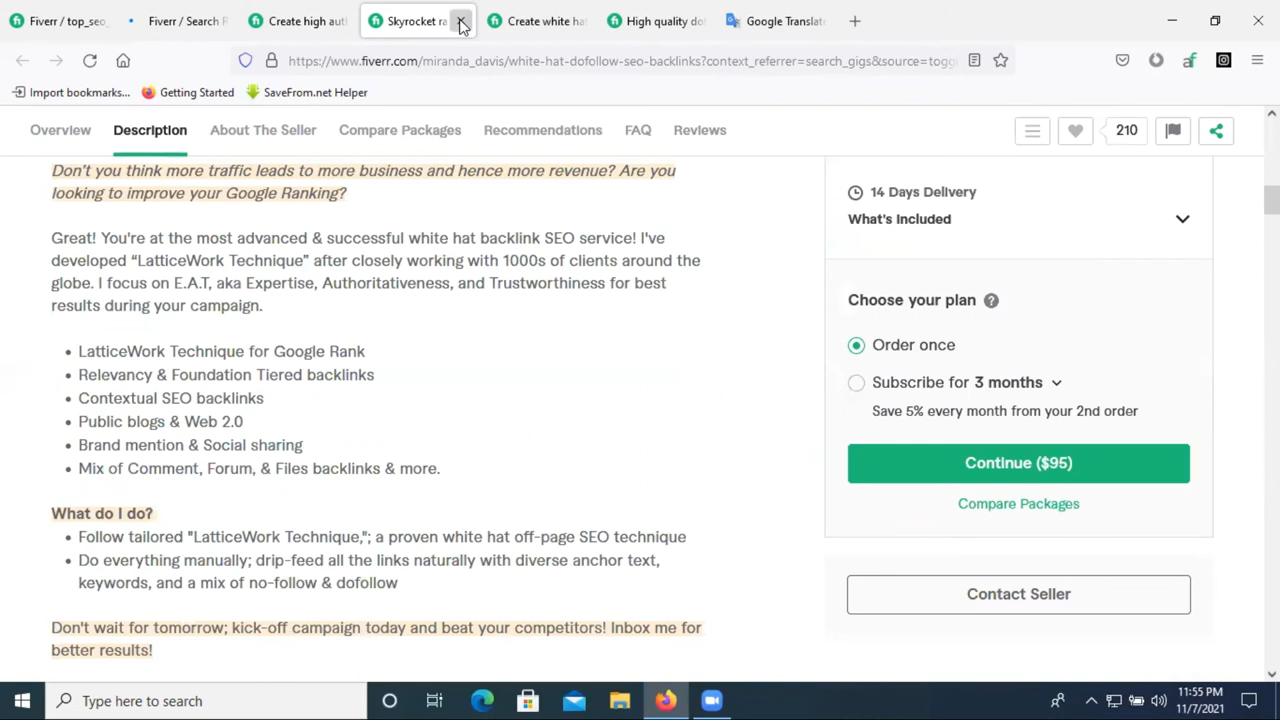 Fiverr / top_seo
Fiverr / Search R
Create high aut
Skyrocket ra
Create white hat
High quality do
Google Translate
https://www.fiverr.com/miranda_davis/white-hat-dofollow-seo-backlinks?context_referrer=search_gigs&source=togg
Import bookmarks...
Getting Started
SaveFrom.net Helper
Overview
Description
About The Seller
Compare Packages
Recommendations
FAQ
Reviews
210
Don't you think more traffic leads to more business and hence more revenue? Are you
looking to improve your Google Ranking?
Great! You're at the most advanced & successful white hat backlink SEO service! I've
developed “LatticeWork Technique” after closely working with 1000s of clients around the
globe. I focus on E.A.T, aka Expertise, Authoritativeness, and Trustworthiness for best
results during your campaign.
• LatticeWork Technique for Google Rank
• Relevancy & Foundation Tiered backlinks
• Contextual SEO backlinks
• Public blogs & Web 2.0
• Brand mention & Social sharing
• Mix of Comment, Forum, & Files backlinks & more.
What do I do?
• Follow tailored "LatticeWork Technique,"; a proven white hat off-page SEO technique
• Do everything manually; drip-feed all the links naturally with diverse anchor text,
keywords, and a mix of no-follow & dofollow
Don't wait for tomorrow; kick-off campaign today and beat your competitors! Inbox me for
better results!
14 Days Delivery
What's Included
Choose your plan ?
Order once
Subscribe for 3 months
Save 5% every month from your 2nd order
Continue ($95)
Compare Packages
Contact Seller
Type here to search
11:55 PM
11/7/2021